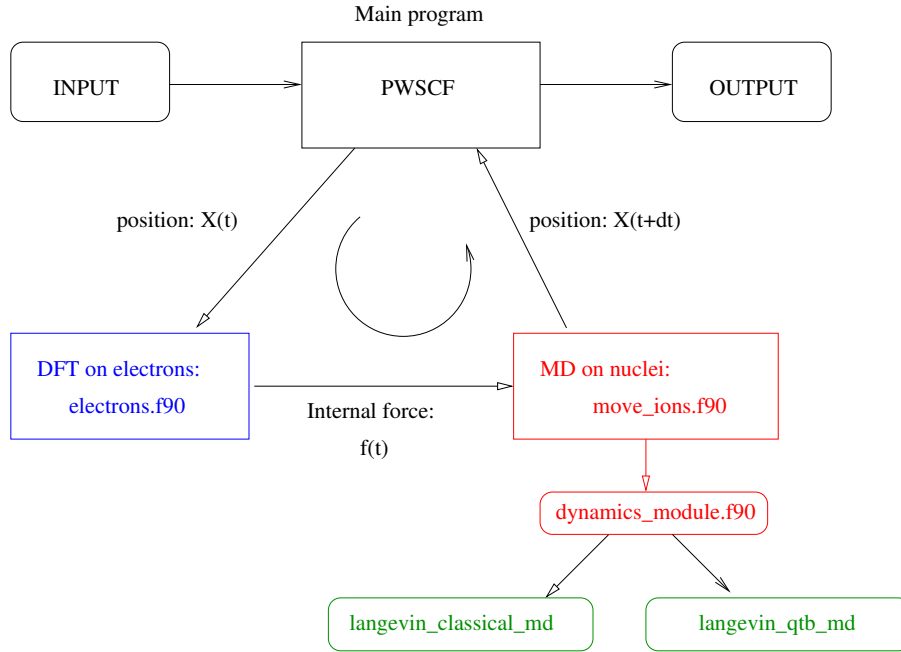 Main program
INPUT
PWSCF
OUTPUT
position: X(t)
position: X(t+dt)
DFT on electrons:
electrons.f90
Internal force:
f(t)
MD on nuclei:
move_ions.f90
dynamics_module.f90
langevin_classical_md
langevin_qtb_md